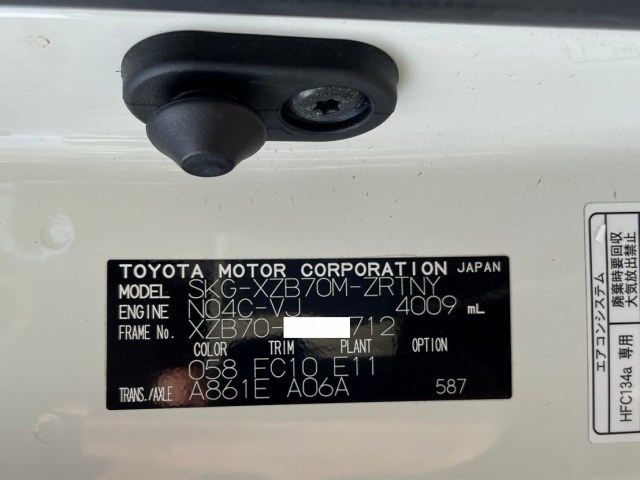 TOYOTA MOTOR CORPORATION JAPAN
MODEL SKG-XZB70M-ZRTNY
ENGINE N04C-VJ 4009 mL
FRAME No. XZB70- 712
COLOR TRIM PLANT OPTION
058 FC10 E11
TRANS./AXLE A861E A06A 587
エアコンシステム
廃棄時要回収
大気放出禁止
HFC134a 専用